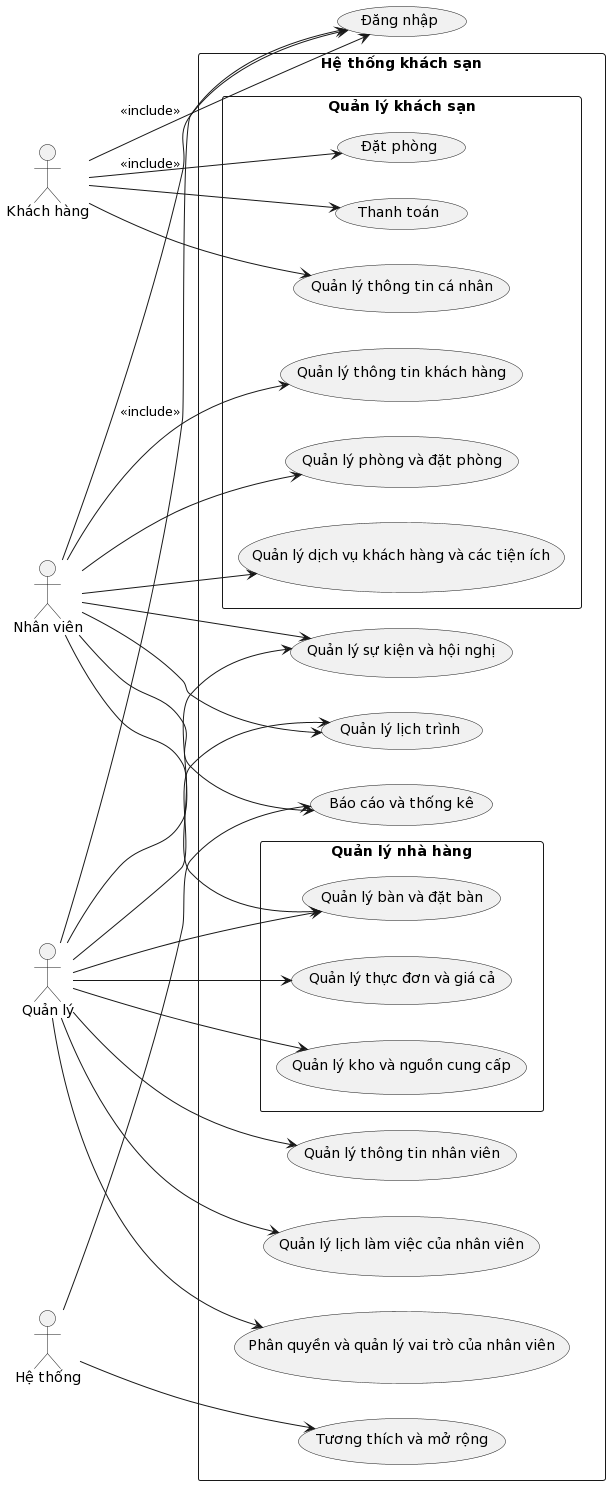 Đăng nhập
Hệ thống khách sạn
Quản lý khách sạn
«include»
Đặt phòng
«include»
Khách hàng
Thanh toán
Quản lý thông tin cá nhân
Quản lý thông tin khách hàng
«include»
Quản lý phòng và đặt phòng
Quản lý dịch vụ khách hàng và các tiện ích
Nhân viên
Quản lý sự kiện và hội nghị
Quản lý lịch trình
Báo cáo và thống kê
Quản lý nhà hàng
Quản lý bàn và đặt bàn
Quản lý thực đơn và giá cả
Quản lý
Quản lý kho và nguồn cung cấp
Quản lý thông tin nhân viên
Quản lý lịch làm việc của nhân viên
Phân quyền và quản lý vai trò của nhân viên
Hệ thống
Tương thích và mở rộng